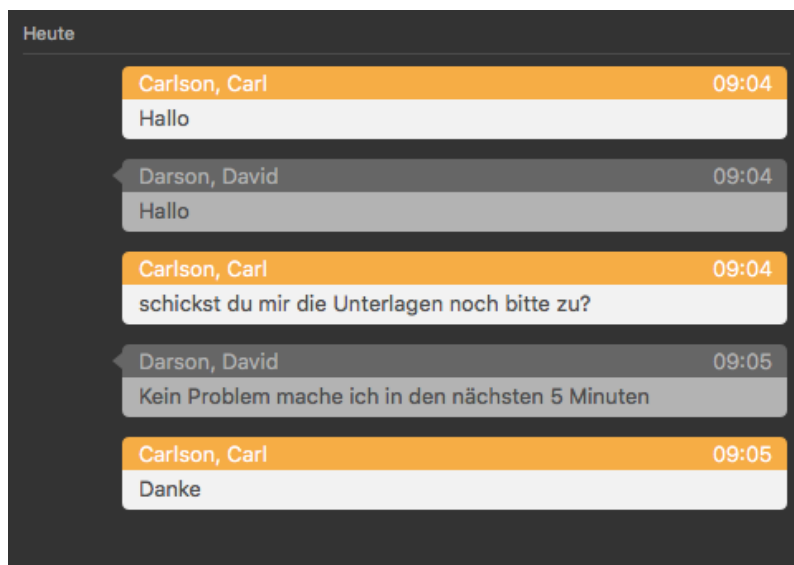 Heute
Carlson, Carl 09:04
Hallo
Darson, David 09:04
Hallo
Carlson, Carl 09:04
schickst du mir die Unterlagen noch bitte zu?
Darson, David 09:05
Kein Problem mache ich in den nächsten 5 Minuten
Carlson, Carl 09:05
Danke